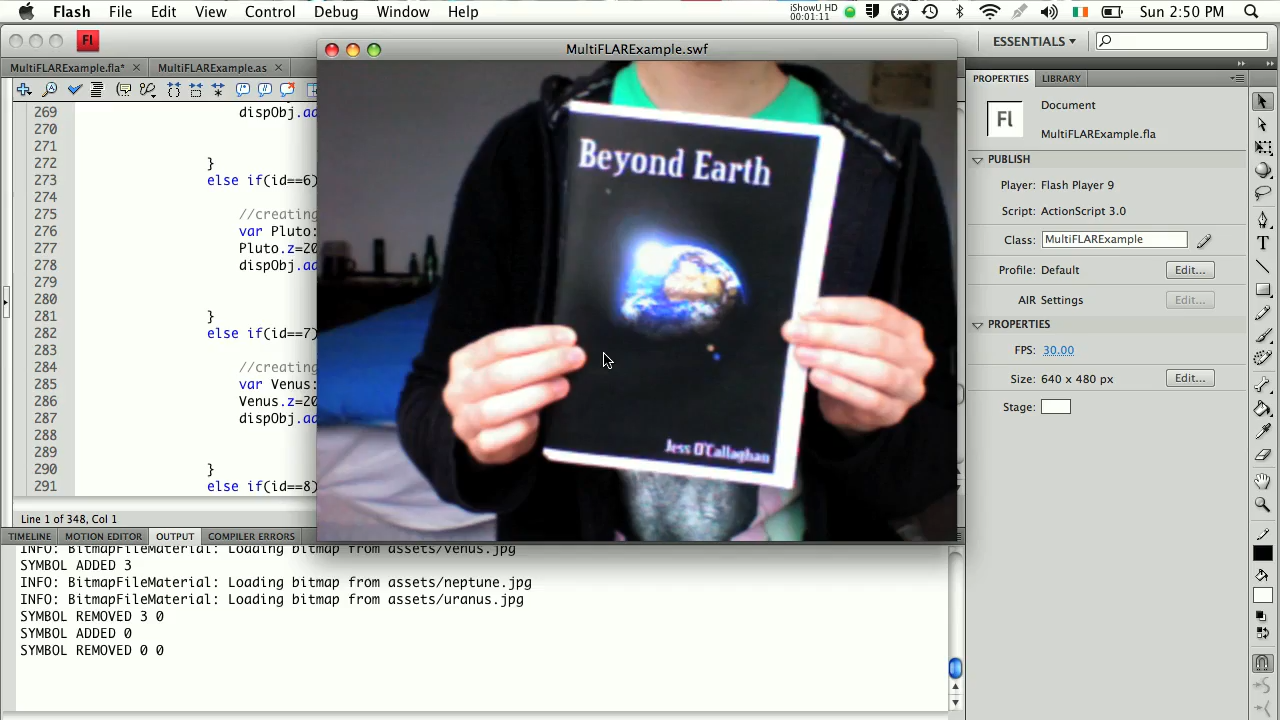 Flash File Edit View Control Debug Window Help
iShowU HD
00:01:11
Sun 2:50 PM
Fl
ESSENTIALS
MultiFLARExample.swf
MultiFLARExample.fla* ×
MultiFLARExample.as ×
269 dispObj.ad
270
271
272 }
273 else if(id==6)
274
275 //creating
276 var Pluto:
277 Pluto.z=20
278 dispObj.ad
279
280
281 }
282 else if(id==7)
283
284 //creating
285 var Venus:
286 Venus.z=20
287 dispObj.ad
288
289
290 }
291 else if(id==8)
Line 1 of 348, Col 1
Beyond Earth
Jess O'Callaghan
TIMELINE MOTION EDITOR OUTPUT COMPILER ERRORS
INFO: BitmapFileMaterial: Loading bitmap from assets/venus.jpg
SYMBOL ADDED 3
INFO: BitmapFileMaterial: Loading bitmap from assets/neptune.jpg
INFO: BitmapFileMaterial: Loading bitmap from assets/uranus.jpg
SYMBOL REMOVED 3 0
SYMBOL ADDED 0
SYMBOL REMOVED 0 0
PROPERTIES LIBRARY
Fl
Document
MultiFLARExample.fla
PUBLISH
Player: Flash Player 9
Script: ActionScript 3.0
Class: MultiFLARExample
Profile: Default Edit...
AIR Settings Edit...
PROPERTIES
FPS: 30.00
Size: 640 x 480 px Edit...
Stage: